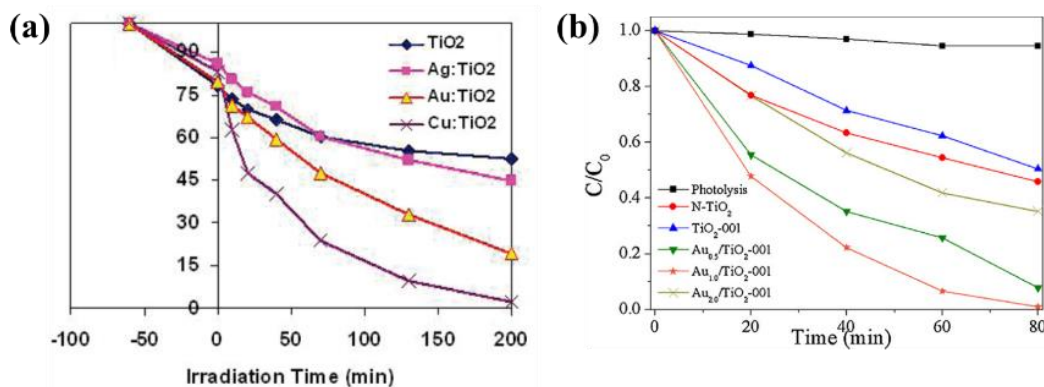 (a)
90
75
60
45
30
15
0
-100
-50
0
50
100
150
200
Irradiation Time (min)
TiO2
Ag:TiO2
Au:TiO2
Cu:TiO2
(b)
1.0
0.8
0.6
0.4
0.2
0.0
C/C₀
Photolysis
N-TiO₂
TiO₂-001
Au₀.₅/TiO₂-001
Au₁.₀/TiO₂-001
Au₂.₀/TiO₂-001
0
20
40
60
80
Time (min)